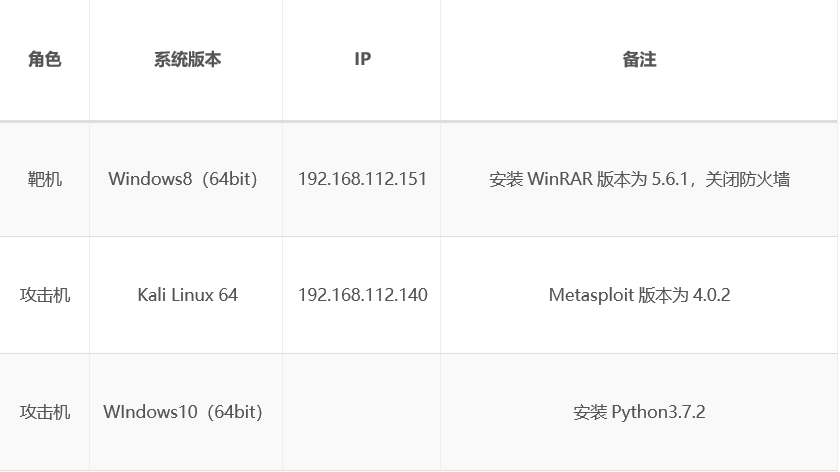 角色 系统版本 IP 备注
靶机 Windows8（64bit） 192.168.112.151 安装 WinRAR 版本为 5.6.1，关闭防火墙
攻击机 Kali Linux 64 192.168.112.140 Metasploit 版本为 4.0.2
攻击机 WIndows10（64bit） 安装 Python3.7.2